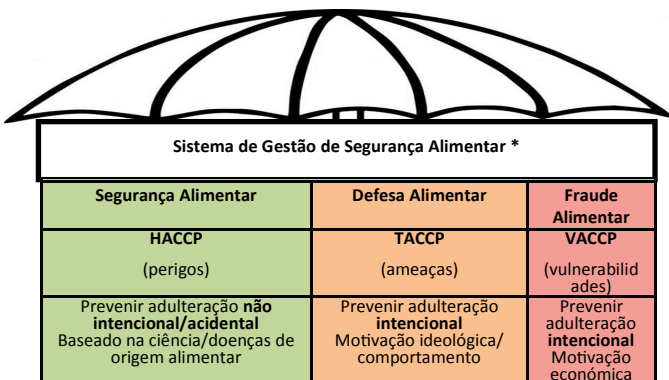 Sistema de Gestão de Segurança Alimentar *
Segurança Alimentar
Defesa Alimentar
Fraude
Alimentar
HACCP
(perigos)
TACCP
(ameaças)
VACCP
(vulnerabilid
ades)
Prevenir adulteração não
intencional/acidental
Baseado na ciência/doenças de
origem alimentar
Prevenir adulteração
intencional
Motivação ideológica/
comportamento
Prevenir
adulteração
intencional
Motivação
económica